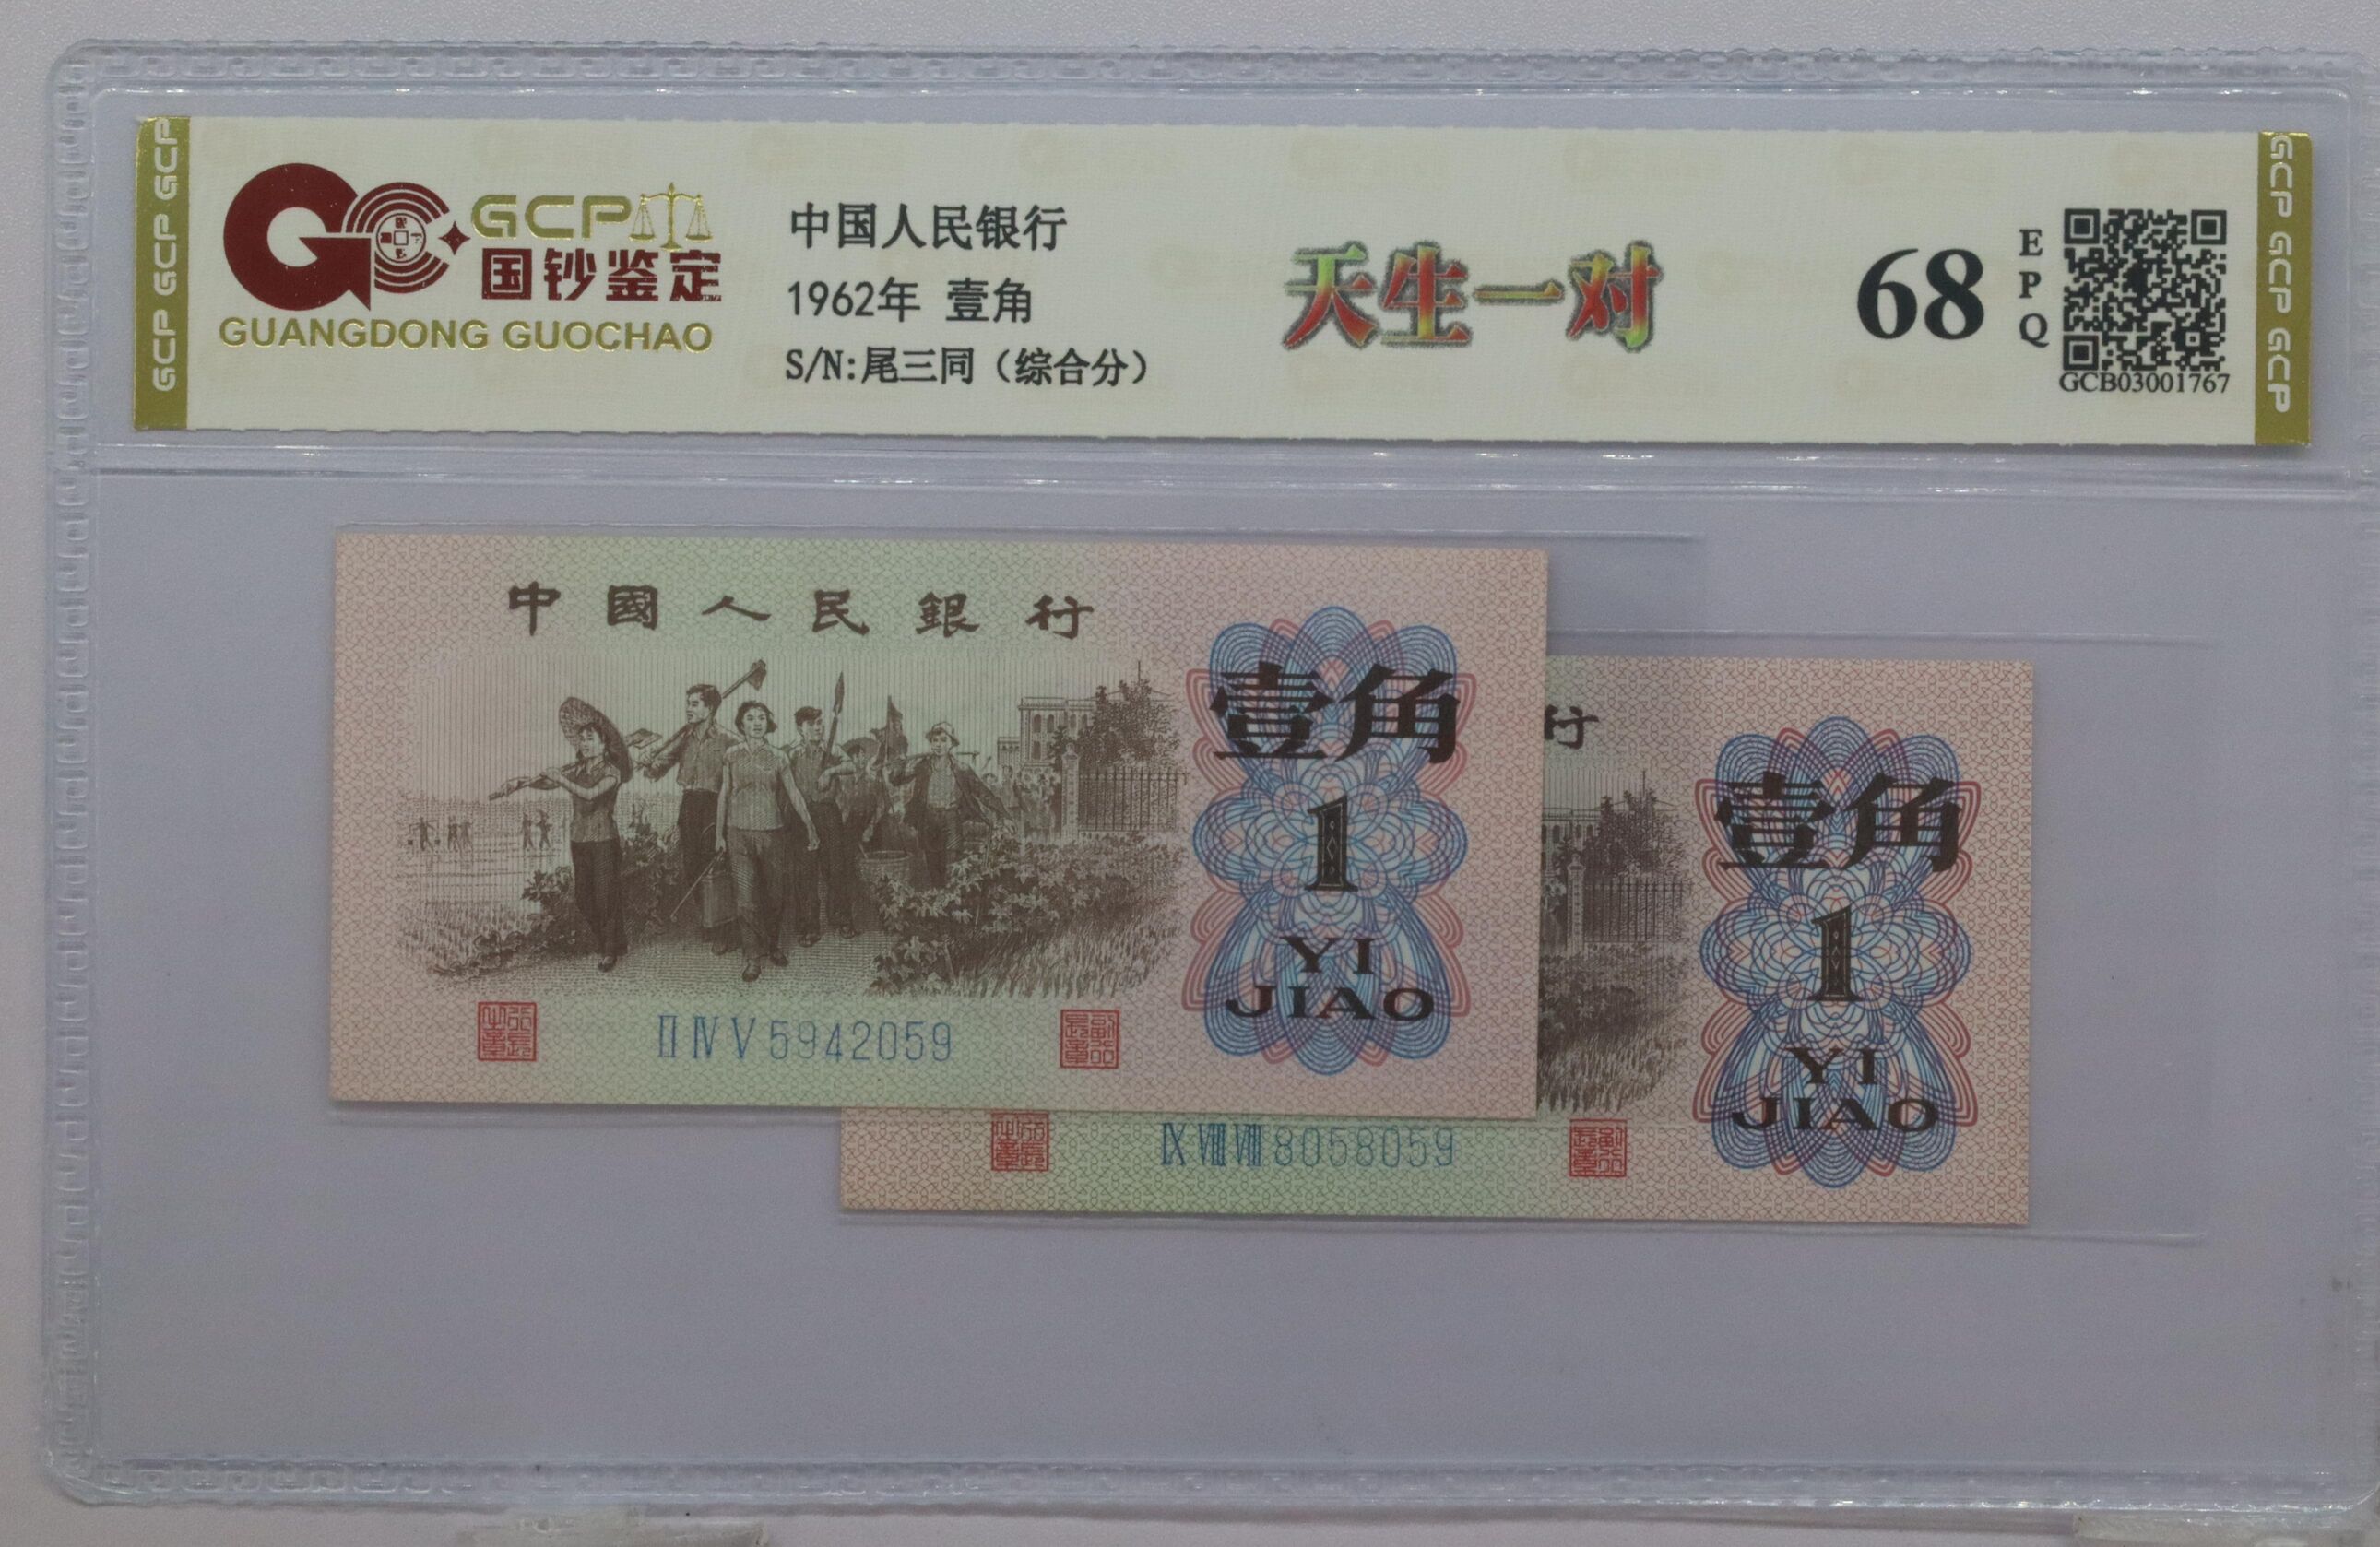 GCP GCP GCP
GCP
国钞鉴定
GUANGDONG GUOCHAO
中国人民银行
1962年 壹角
S/N:尾三同（综合分）
天生一对
68
EPQ
GCB03001767
GCP GCP GCP
中國人民銀行
壹角
1
YI
JIAO
ⅡⅣⅤ5942059
行
壹角
1
YI
JIAO
ⅨⅧⅧ8058059